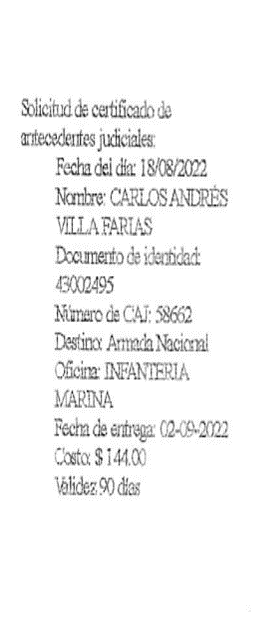 Solicitud de certificado de
antecedentes judiciales:
Fecha del día: 18/08/2022
Nombre: CARLOS ANDRÉS
VILLA FARIAS
Documento de identidad:
43002495
Número de CAJ: 58662
Destino: Armada Nacional
Oficina: INFANTERIA
MARINA
Fecha de entrega: 02-09-2022
Costo: $ 144.00
Validez: 90 días